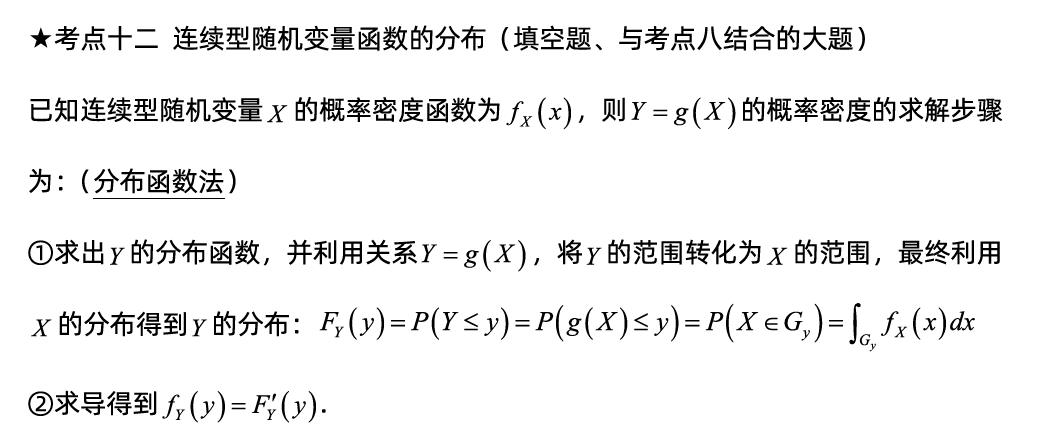 ★考点十二 连续型随机变量函数的分布（填空题、与考点八结合的大题）
已知连续型随机变量 X 的概率密度函数为 f_X(x)，则 Y = g(X) 的概率密度的求解步骤
为：（分布函数法）
①求出 Y 的分布函数，并利用关系 Y = g(X)，将 Y 的范围转化为 X 的范围，最终利用
X 的分布得到 Y 的分布：F_Y(y) = P(Y ≤ y) = P(g(X) ≤ y) = P(X ∈ G_y) = ∫_{G_y} f_X(x)dx
②求导得到 f_Y(y) = F′_Y(y).